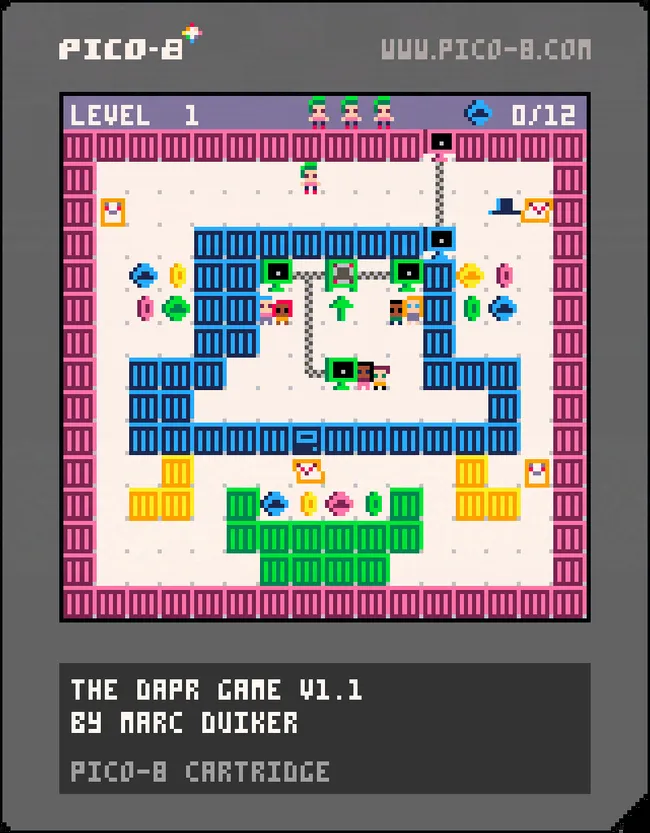 PICO-8
WWW.PICO-8.COM
LEVEL 1
0/12
THE DAPR GAME V1.1
BY MARC DUIKER
PICO-8 CARTRIDGE